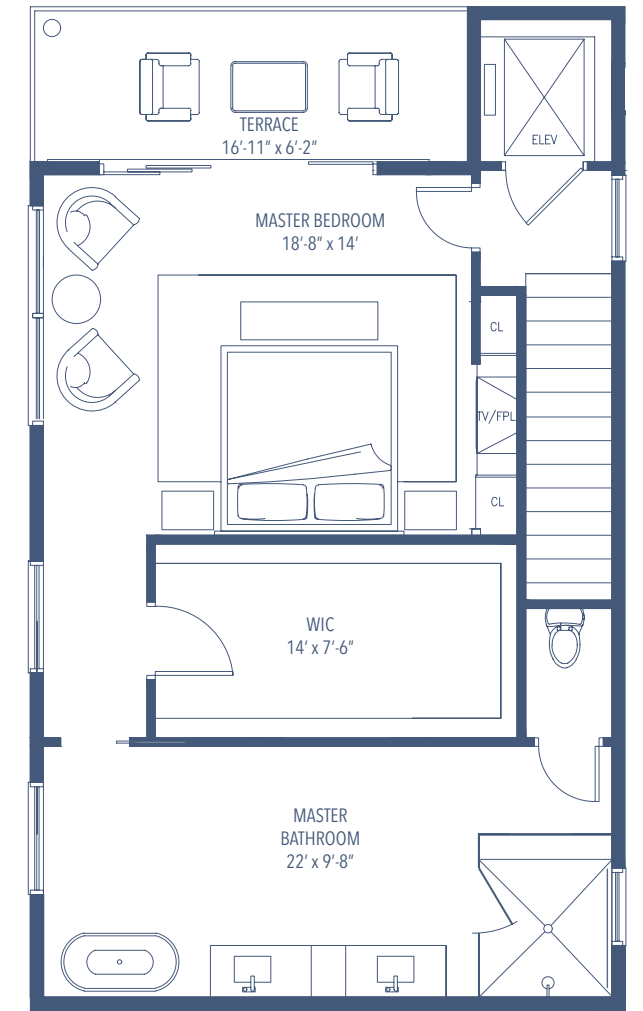 ELEV
TERRACE
16'-11" x 6'-2"
MASTER BEDROOM
18'-8" x 14'
CL
TV/FPL
CL
WIC
14' x 7'-6"
MASTER
BATHROOM
22' x 9'-8"